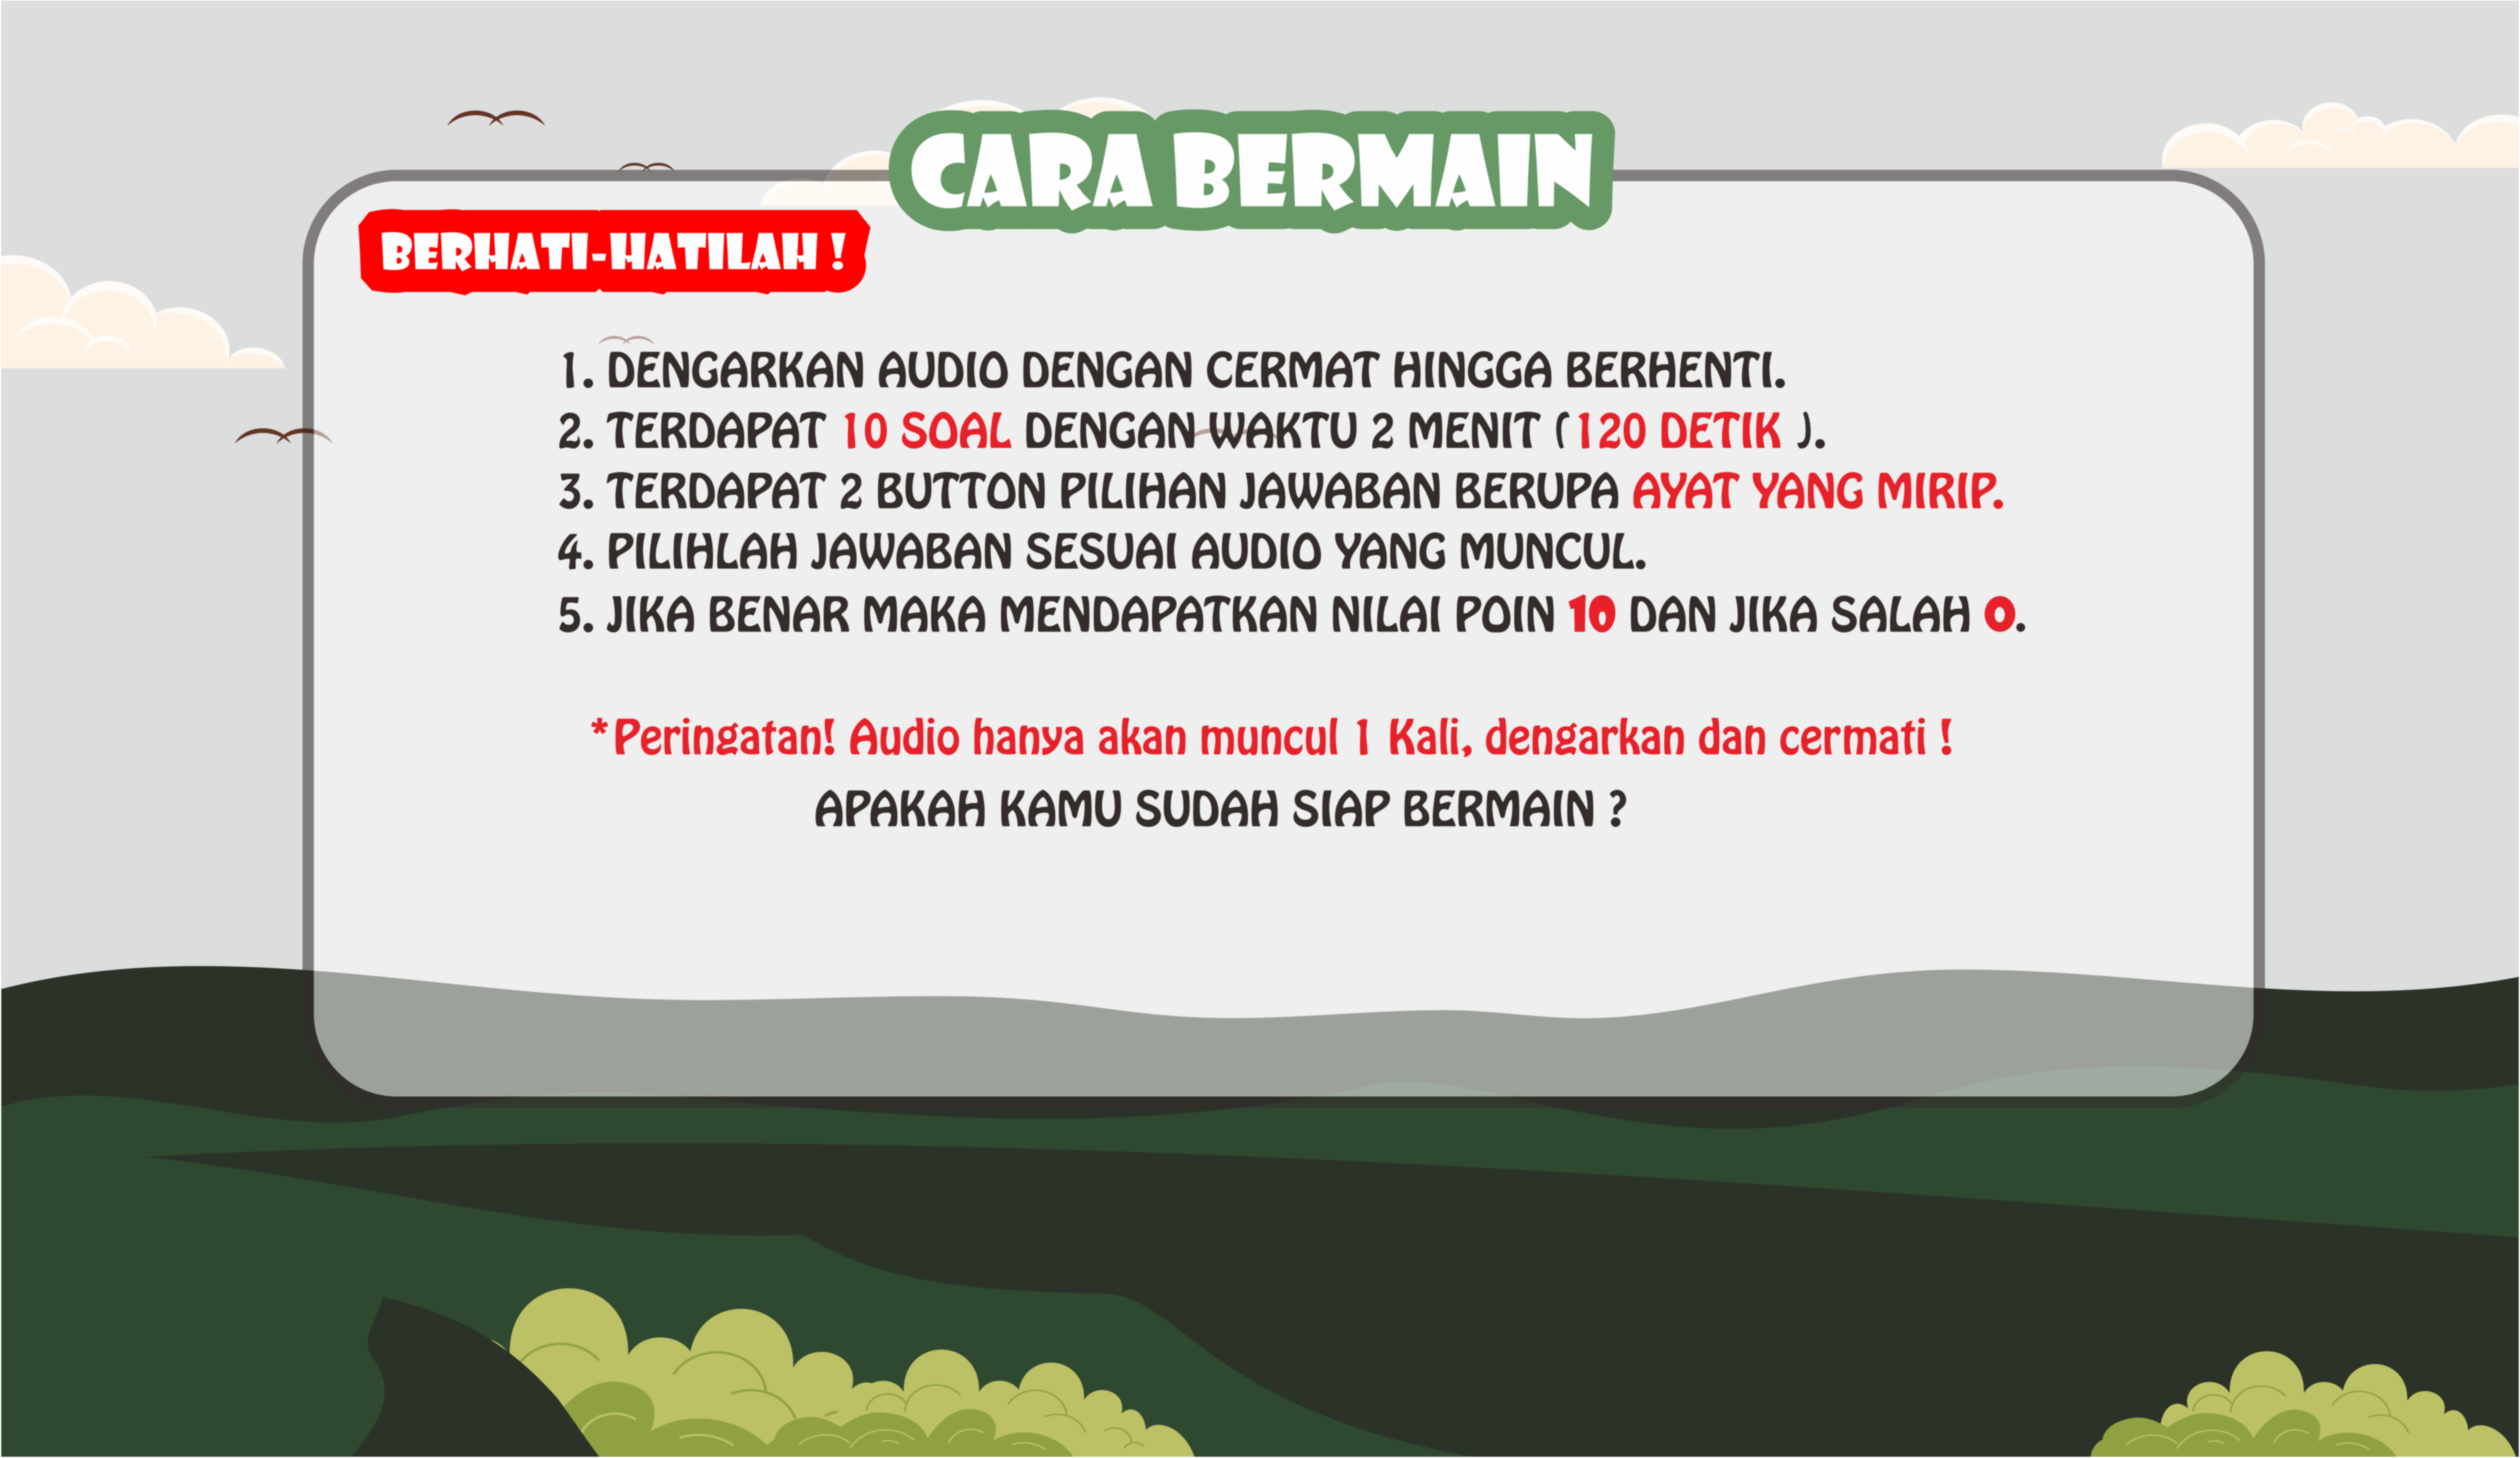 CARA BERMAIN
BERHATI-HATILAH !
1. DENGARKAN AUDIO DENGAN CERMAT HINGGA BERHENTI.
2. TERDAPAT 10 SOAL DENGAN WAKTU 2 MENIT ( 120 DETIK ).
3. TERDAPAT 2 BUTTON PILIHAN JAWABAN BERUPA AYAT YANG MIRIP.
4. PILIHLAH JAWABAN SESUAI AUDIO YANG MUNCUL.
5. JIKA BENAR MAKA MENDAPATKAN NILAI POIN 10 DAN JIKA SALAH 0.
*Peringatan! Audio hanya akan muncul 1 Kali, dengarkan dan cermati !
APAKAH KAMU SUDAH SIAP BERMAIN ?